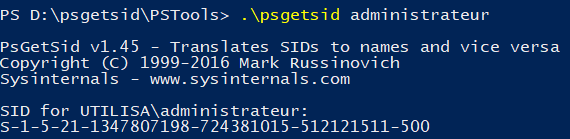 PS D:\psgetsid\PSTools> .\psgetsid administrateur
PsGetSid v1.45 - Translates SIDs to names and vice versa
Copyright (C) 1999-2016 Mark Russinovich
Sysinternals - www.sysinternals.com
SID for UTILISA\administrateur:
S-1-5-21-1347807198-724381015-512121511-500